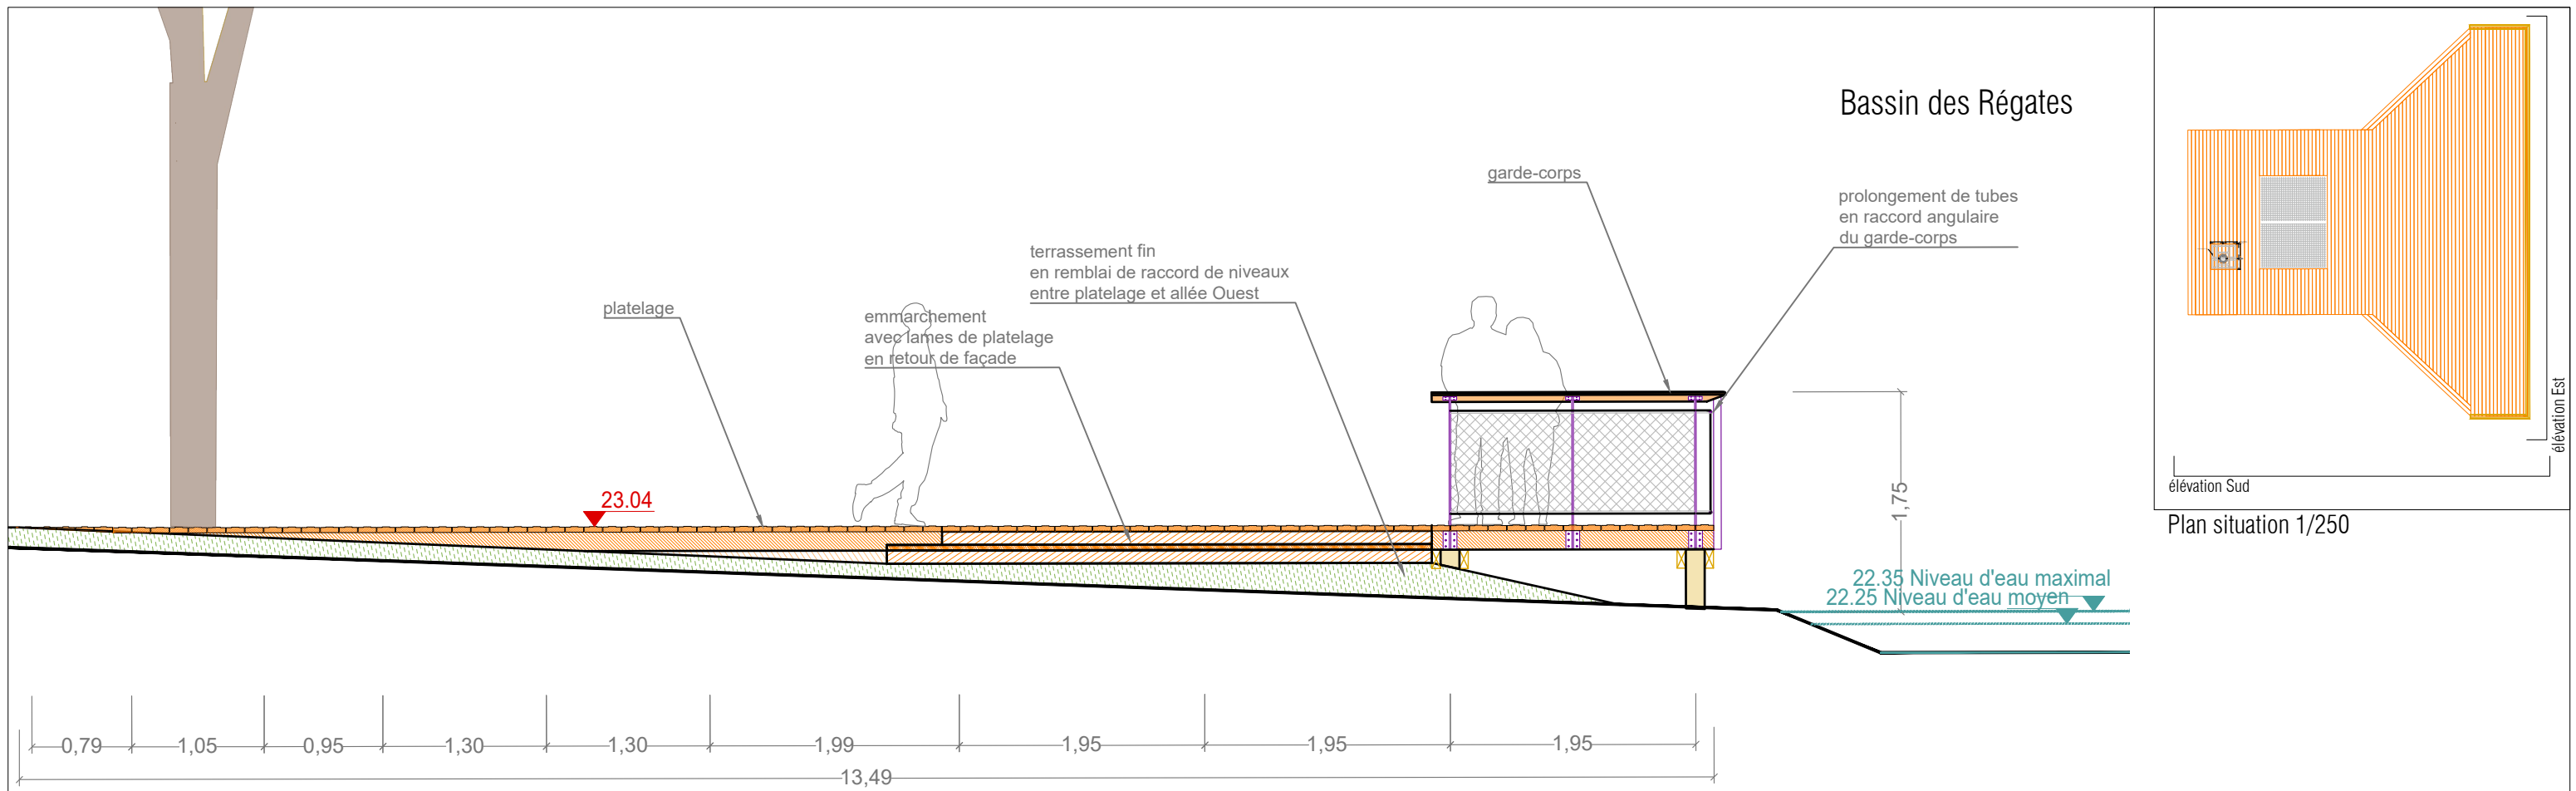 Bassin des Régates
garde-corps
prolongement de tubes
en raccord angulaire
du garde-corps
terrassement fin
en remblai de raccord de niveaux
entre platelage et allée Ouest
platelage
emmarchement
avec lames de platelage
en retour de façade
23.04
1,75
22.35 Niveau d'eau maximal
22.25 Niveau d'eau moyen
0,79
1,05
0,95
1,30
1,30
1,99
1,95
1,95
1,95
13,49
élévation Est
élévation Sud
Plan situation 1/250